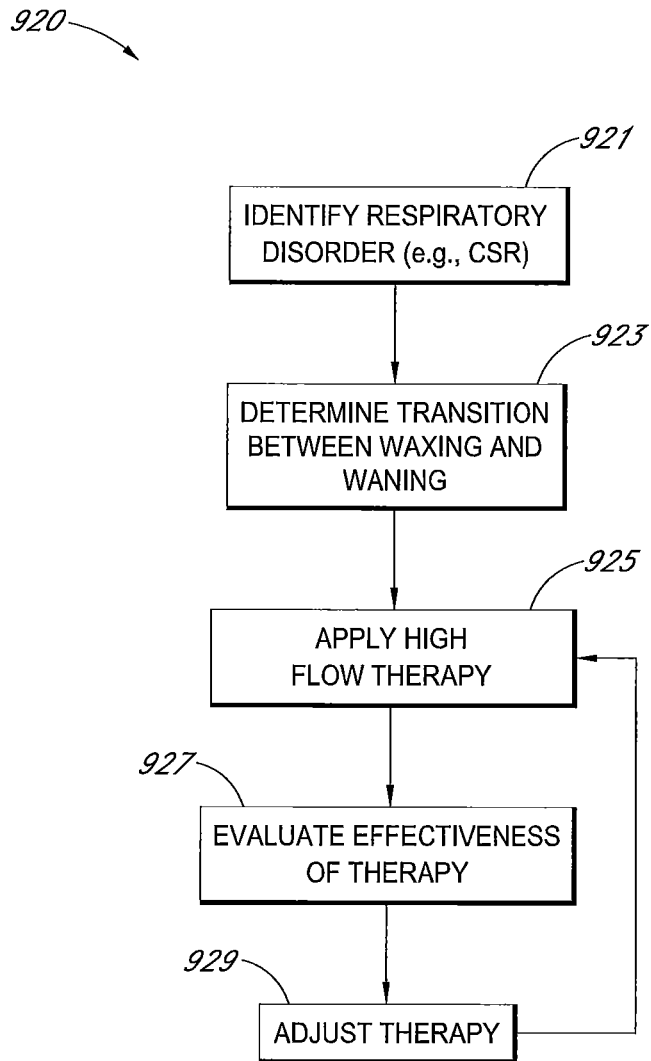 920
921
IDENTIFY RESPIRATORY
DISORDER (e.g., CSR)
923
DETERMINE TRANSITION
BETWEEN WAXING AND
WANING
925
APPLY HIGH
FLOW THERAPY
927
EVALUATE EFFECTIVENESS
OF THERAPY
929
ADJUST THERAPY